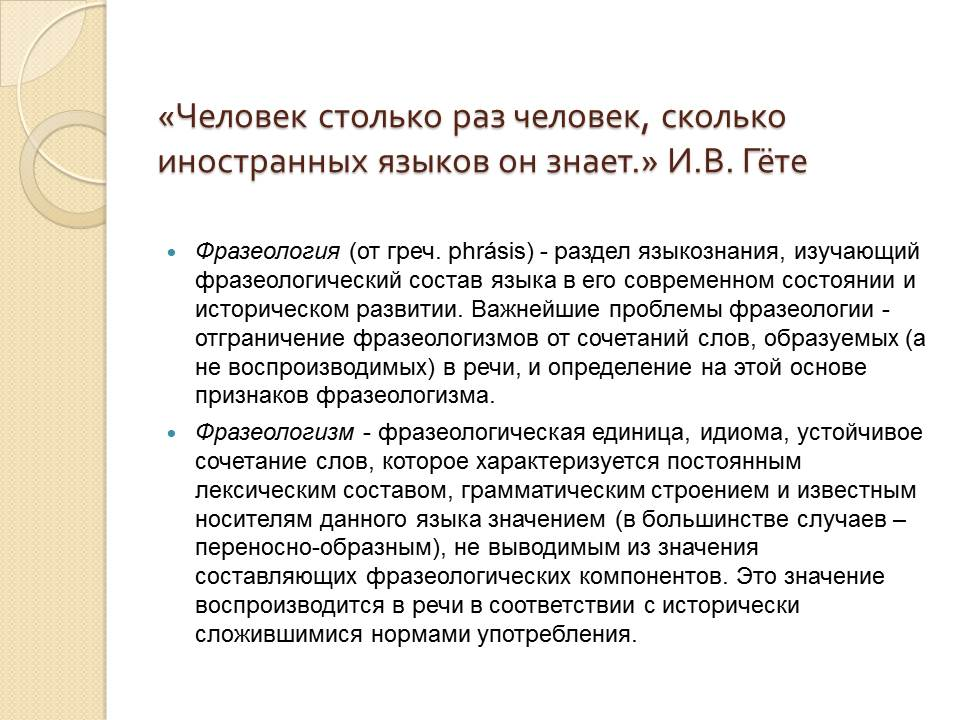 «Человек столько раз человек, сколько
иностранных языков он знает.» И.В. Гёте
Фразеология (от греч. phrásis) - раздел языкознания, изучающий
фразеологический состав языка в его современном состоянии и
историческом развитии. Важнейшие проблемы фразеологии -
отграничение фразеологизмов от сочетаний слов, образуемых (а
не воспроизводимых) в речи, и определение на этой основе
признаков фразеологизма.
Фразеологизм - фразеологическая единица, идиома, устойчивое
сочетание слов, которое характеризуется постоянным
лексическим составом, грамматическим строением и известным
носителям данного языка значением (в большинстве случаев –
переносно-образным), не выводимым из значения
составляющих фразеологических компонентов. Это значение
воспроизводится в речи в соответствии с исторически
сложившимися нормами употребления.